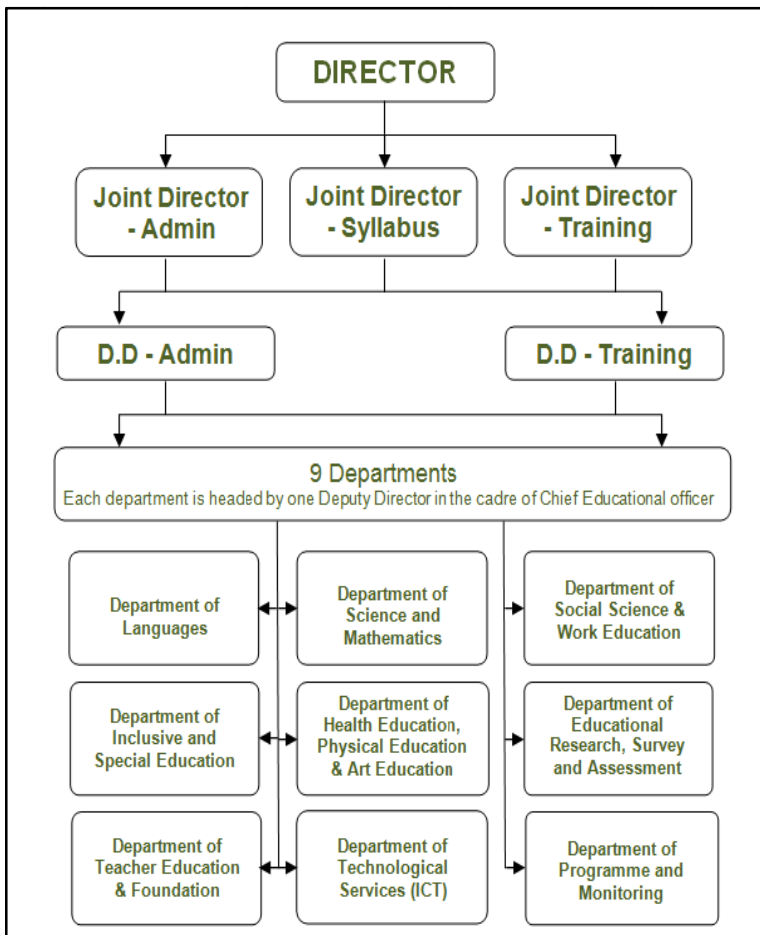 DIRECTOR
Joint Director
- Admin
Joint Director
- Syllabus
Joint Director
- Training
D.D - Admin
D.D - Training
9 Departments
Each department is headed by one Deputy Director in the cadre of Chief Educational officer
Department of
Languages
Department of
Science and
Mathematics
Department of
Social Science &
Work Education
Department of
Inclusive and
Special Education
Department of
Health Education,
Physical Education
& Art Education
Department of
Educational
Research, Survey
and Assessment
Department of
Teacher Education
& Foundation
Department of
Technological
Services (ICT)
Department of
Programme and
Monitoring